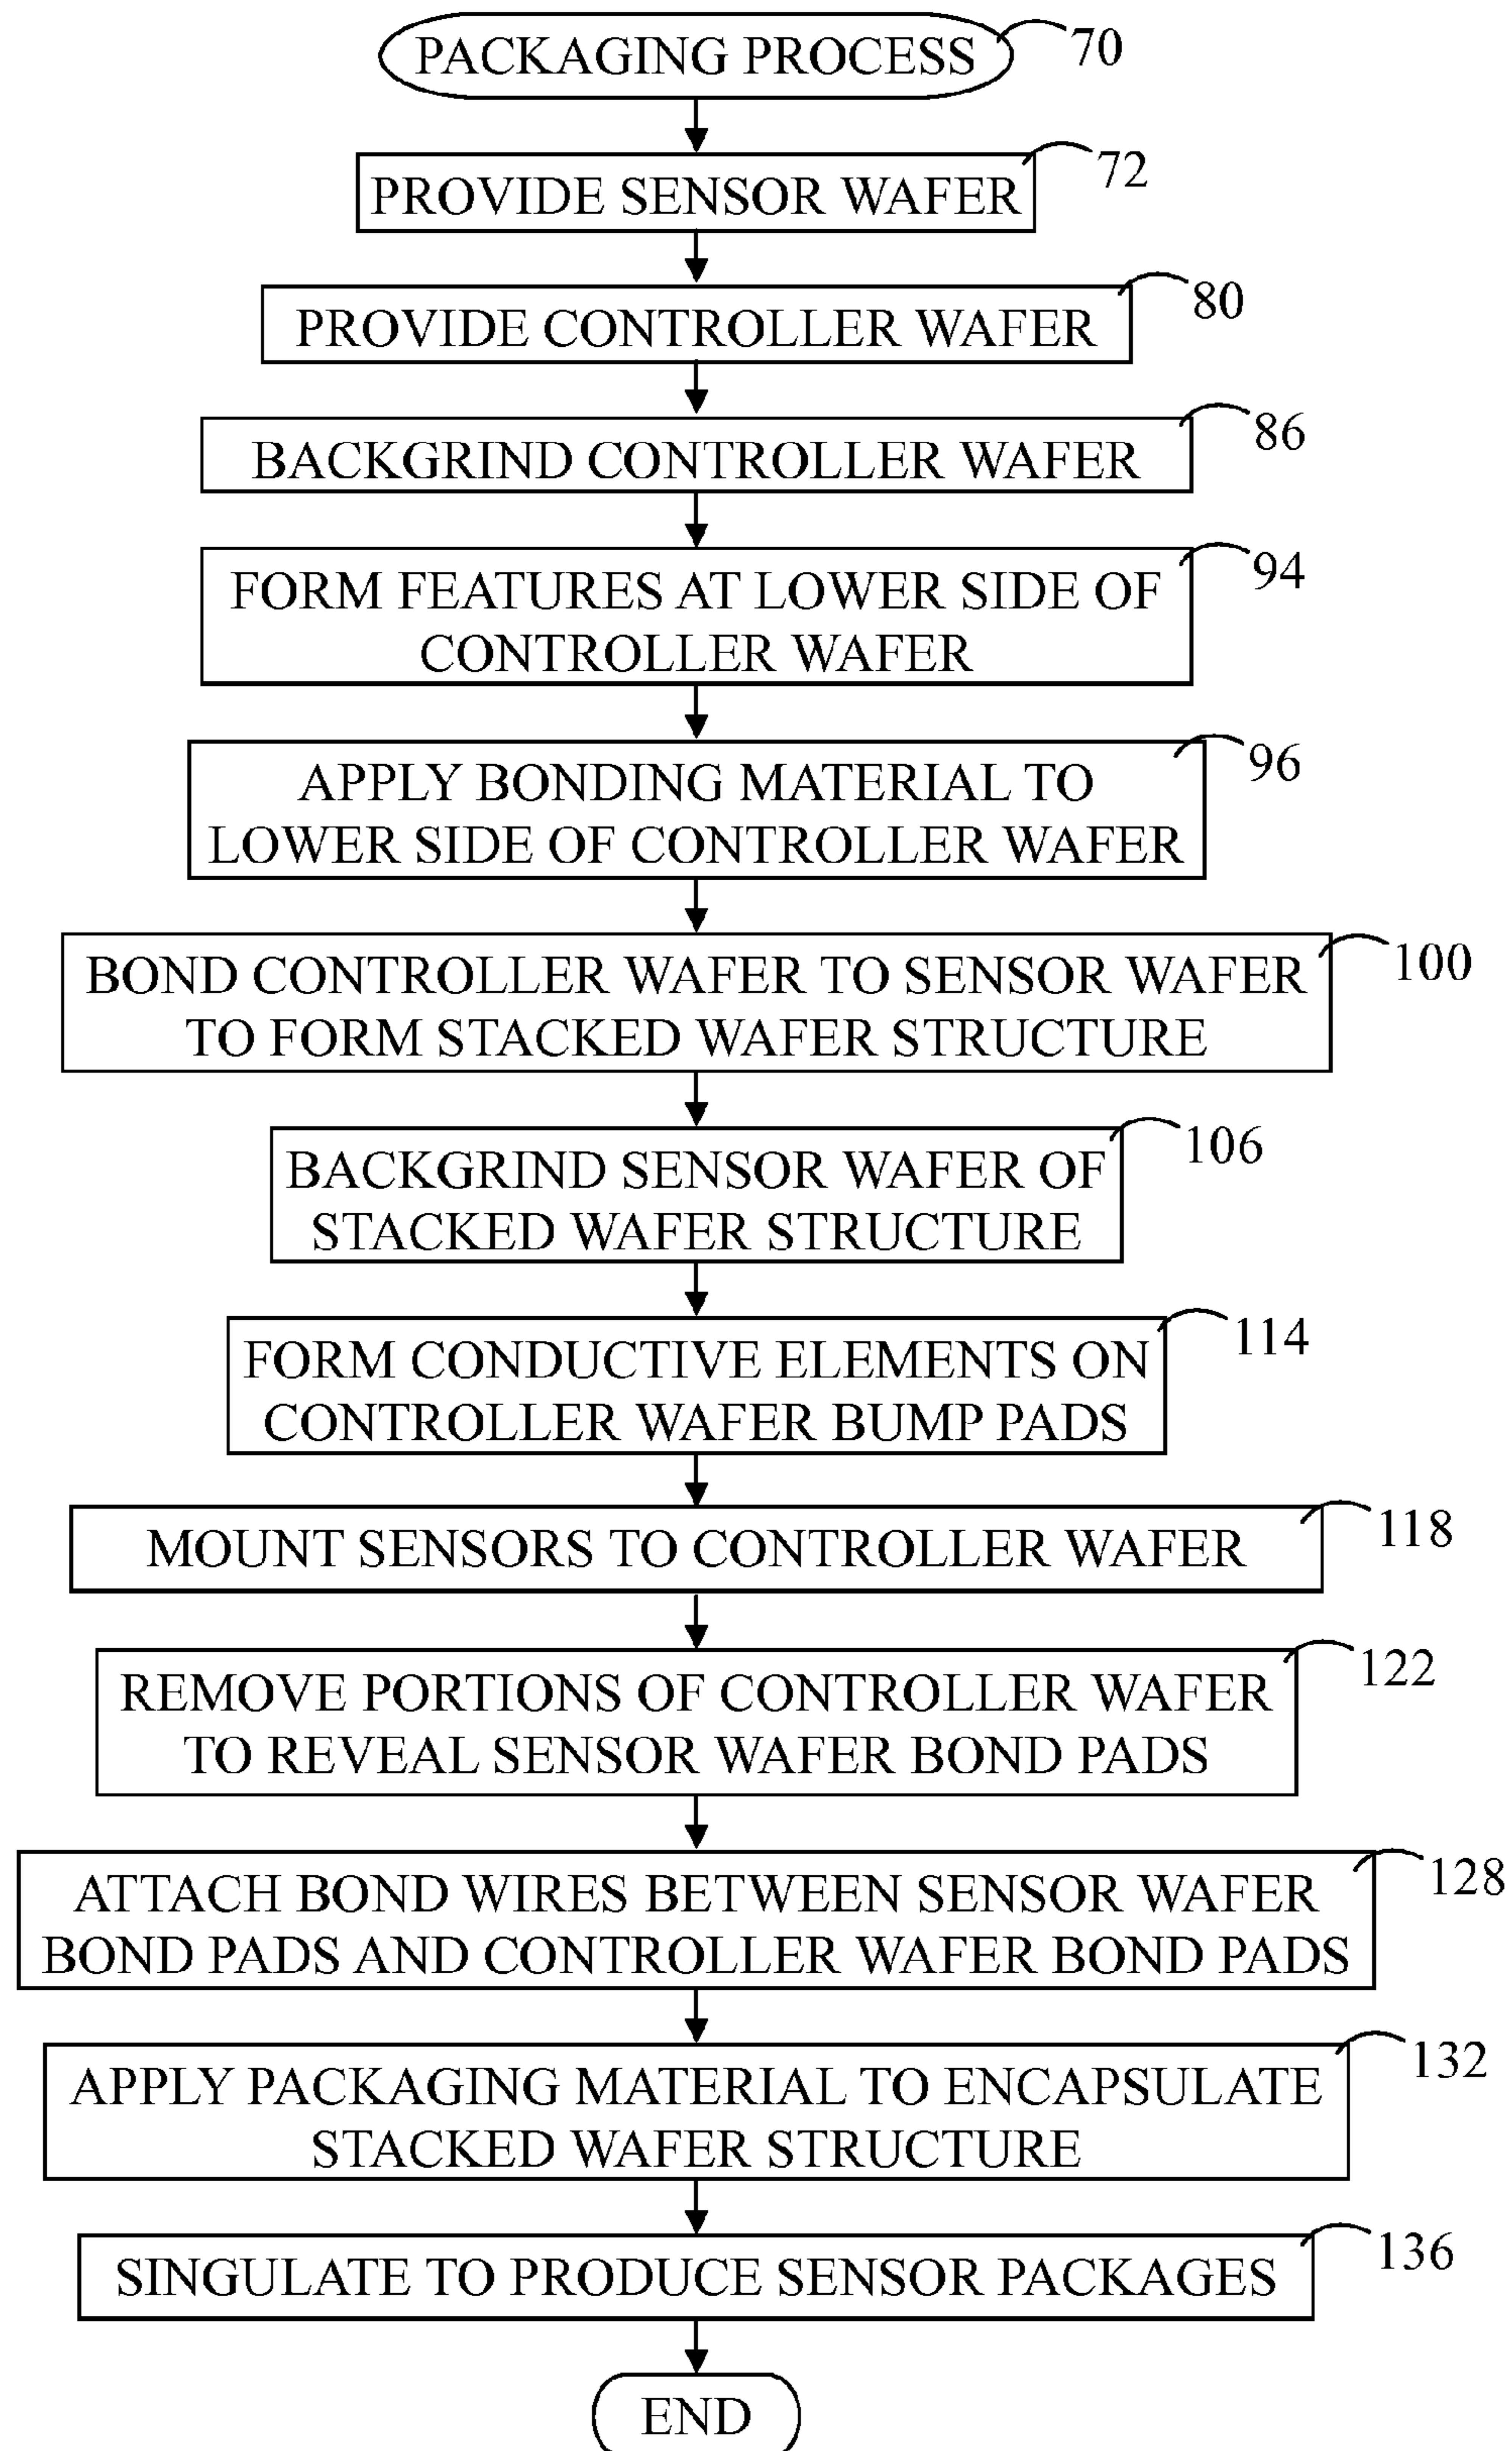 PACKAGING PROCESS
70
PROVIDE SENSOR WAFER
72
PROVIDE CONTROLLER WAFER
80
BACKGRIND CONTROLLER WAFER
86
FORM FEATURES AT LOWER SIDE OF
CONTROLLER WAFER
94
APPLY BONDING MATERIAL TO
LOWER SIDE OF CONTROLLER WAFER
96
BOND CONTROLLER WAFER TO SENSOR WAFER
TO FORM STACKED WAFER STRUCTURE
100
BACKGRIND SENSOR WAFER OF
STACKED WAFER STRUCTURE
106
FORM CONDUCTIVE ELEMENTS ON
CONTROLLER WAFER BUMP PADS
114
MOUNT SENSORS TO CONTROLLER WAFER
118
REMOVE PORTIONS OF CONTROLLER WAFER
TO REVEAL SENSOR WAFER BOND PADS
122
ATTACH BOND WIRES BETWEEN SENSOR WAFER
BOND PADS AND CONTROLLER WAFER BOND PADS
128
APPLY PACKAGING MATERIAL TO ENCAPSULATE
STACKED WAFER STRUCTURE
132
SINGULATE TO PRODUCE SENSOR PACKAGES
136
END